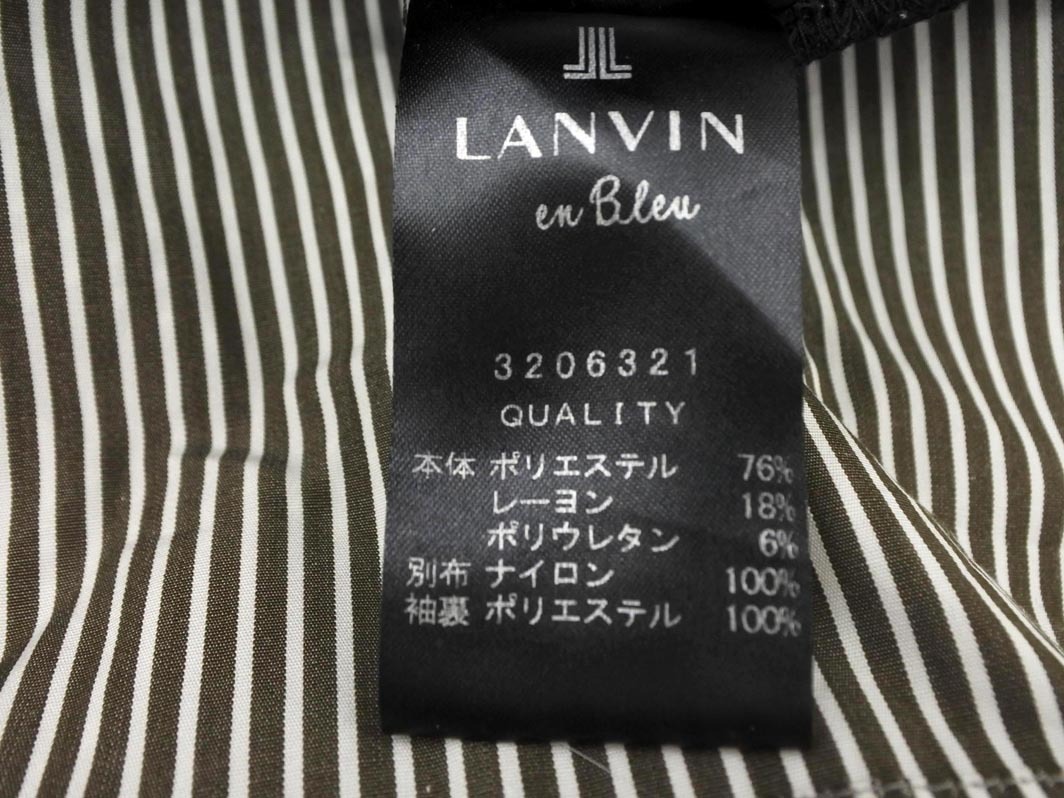 JL
LANVIN
en Bleu
3206321
QUALITY
本体 ポリエステル 76%
レーヨン 18%
ポリウレタン 6%
別布 ナイロン 100%
袖裏 ポリエステル 100%